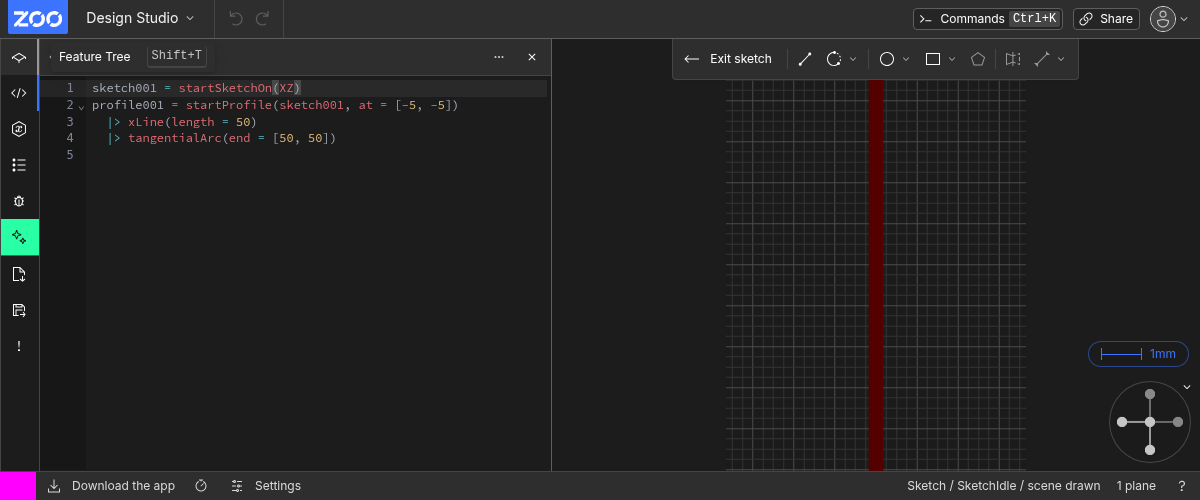 ZOO Design Studio Commands Ctrl+K Share
Feature Tree Shift+T Exit sketch
1 sketch001 = startSketchOn(XZ)
2 profile001 = startProfile(sketch001, at = [-5, -5])
3 |> xLine(length = 50)
4 |> tangentialArc(end = [50, 50])
5
1mm
Download the app Settings Sketch / SketchIdle / scene drawn 1 plane ?